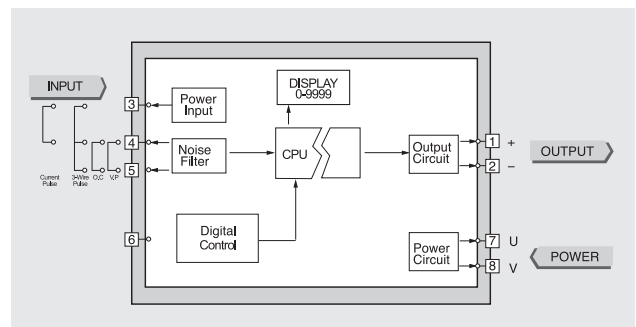 INPUT
3
4
5
6
Current
Pulse
3-Wire
Pulse
O,C
V,P
Power
Input
Noise
Filter
Digital
Control
DISPLAY
0-9999
CPU
Output
Circuit
Power
Circuit
1 +
2 −
7 U
8 V
OUTPUT
POWER